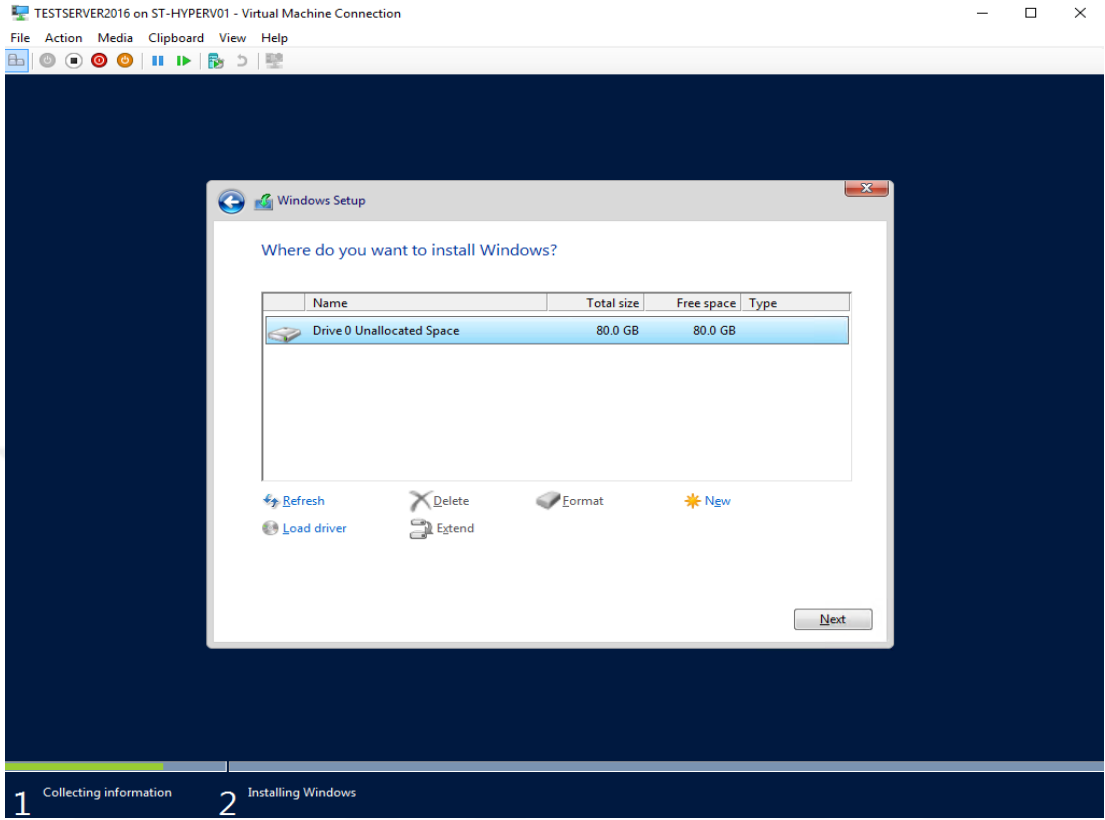 TESTSERVER2016 on ST-HYPERV01 - Virtual Machine Connection
File Action Media Clipboard View Help
Windows Setup
Where do you want to install Windows?
Name Total size Free space Type
Drive 0 Unallocated Space 80.0 GB 80.0 GB
Refresh Delete Format New
Load driver Extend
Next
1 Collecting information 2 Installing Windows